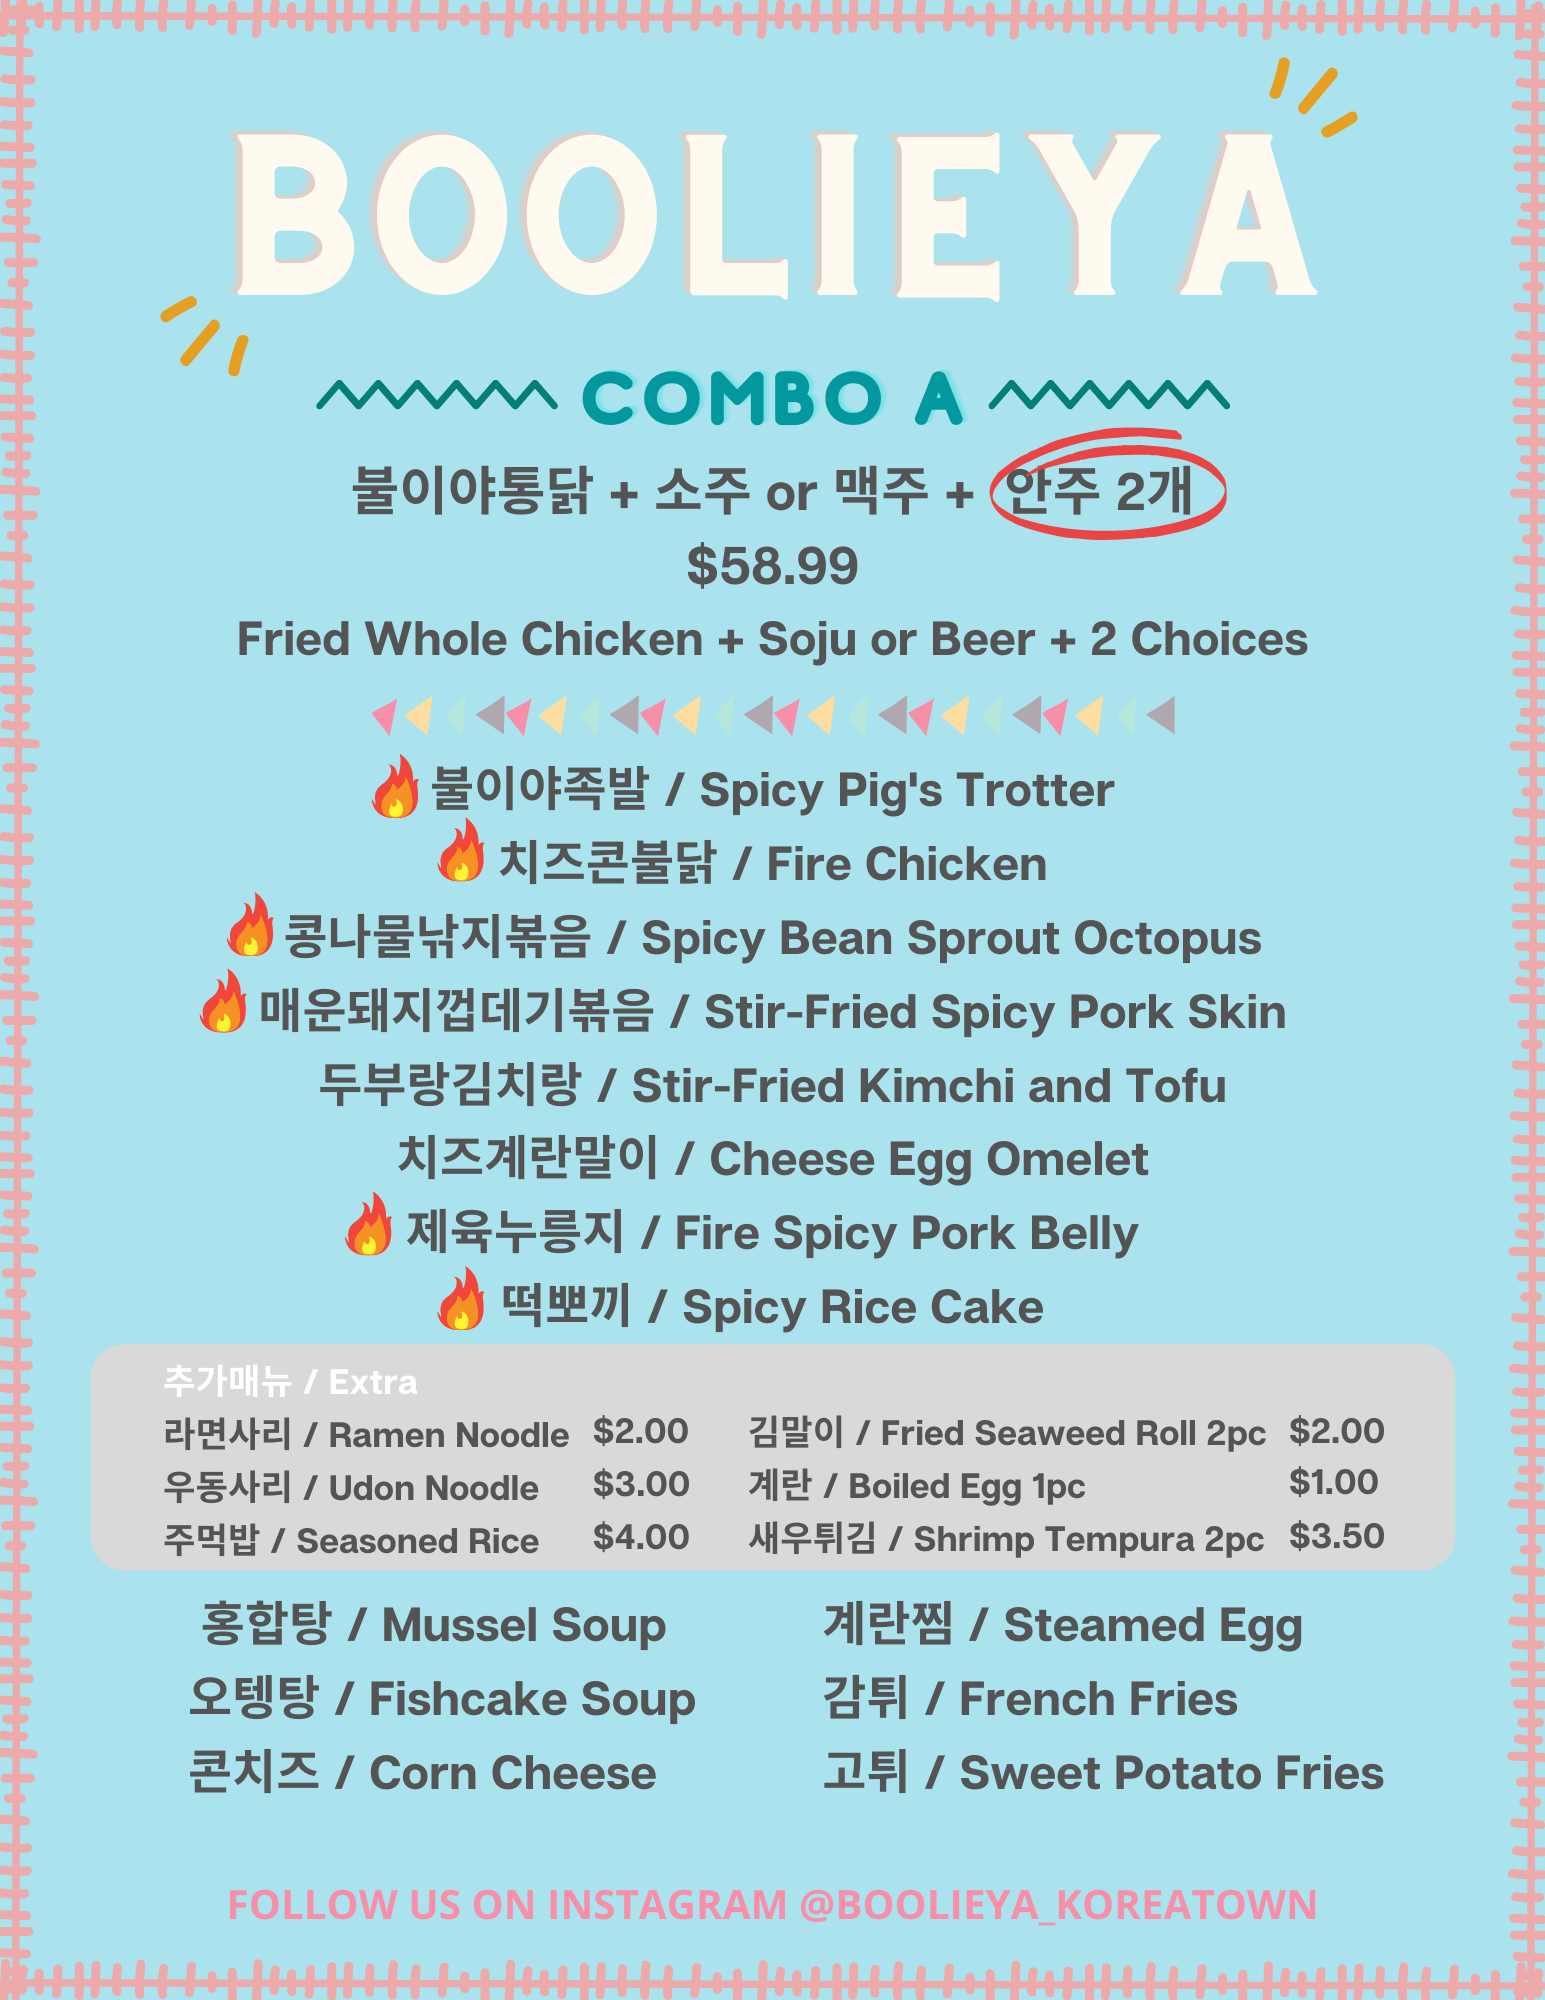 BOOLIEYA
COMBO A
불이야통닭 + 소주 or 맥주 + 안주 2개
$58.99
Fried Whole Chicken + Soju or Beer + 2 Choices
불이야족발 / Spicy Pig's Trotter
치즈콘불닭 / Fire Chicken
콩나물낚지볶음 / Spicy Bean Sprout Octopus
매운돼지껍데기볶음 / Stir-Fried Spicy Pork Skin
두부랑김치랑 / Stir-Fried Kimchi and Tofu
치즈계란말이 / Cheese Egg Omelet
제육누릉지 / Fire Spicy Pork Belly
떡뽀끼 / Spicy Rice Cake
추가매뉴 / Extra
라면사리 / Ramen Noodle $2.00
우동사리 / Udon Noodle $3.00
주먹밥 / Seasoned Rice $4.00
김말이 / Fried Seaweed Roll 2pc $2.00
계란 / Boiled Egg 1pc $1.00
새우튀김 / Shrimp Tempura 2pc $3.50
홍합탕 / Mussel Soup
오텡탕 / Fishcake Soup
콘치즈 / Corn Cheese
계란찜 / Steamed Egg
감튀 / French Fries
고튀 / Sweet Potato Fries
FOLLOW US ON INSTAGRAM @BOOLIEYA_KOREATOWN